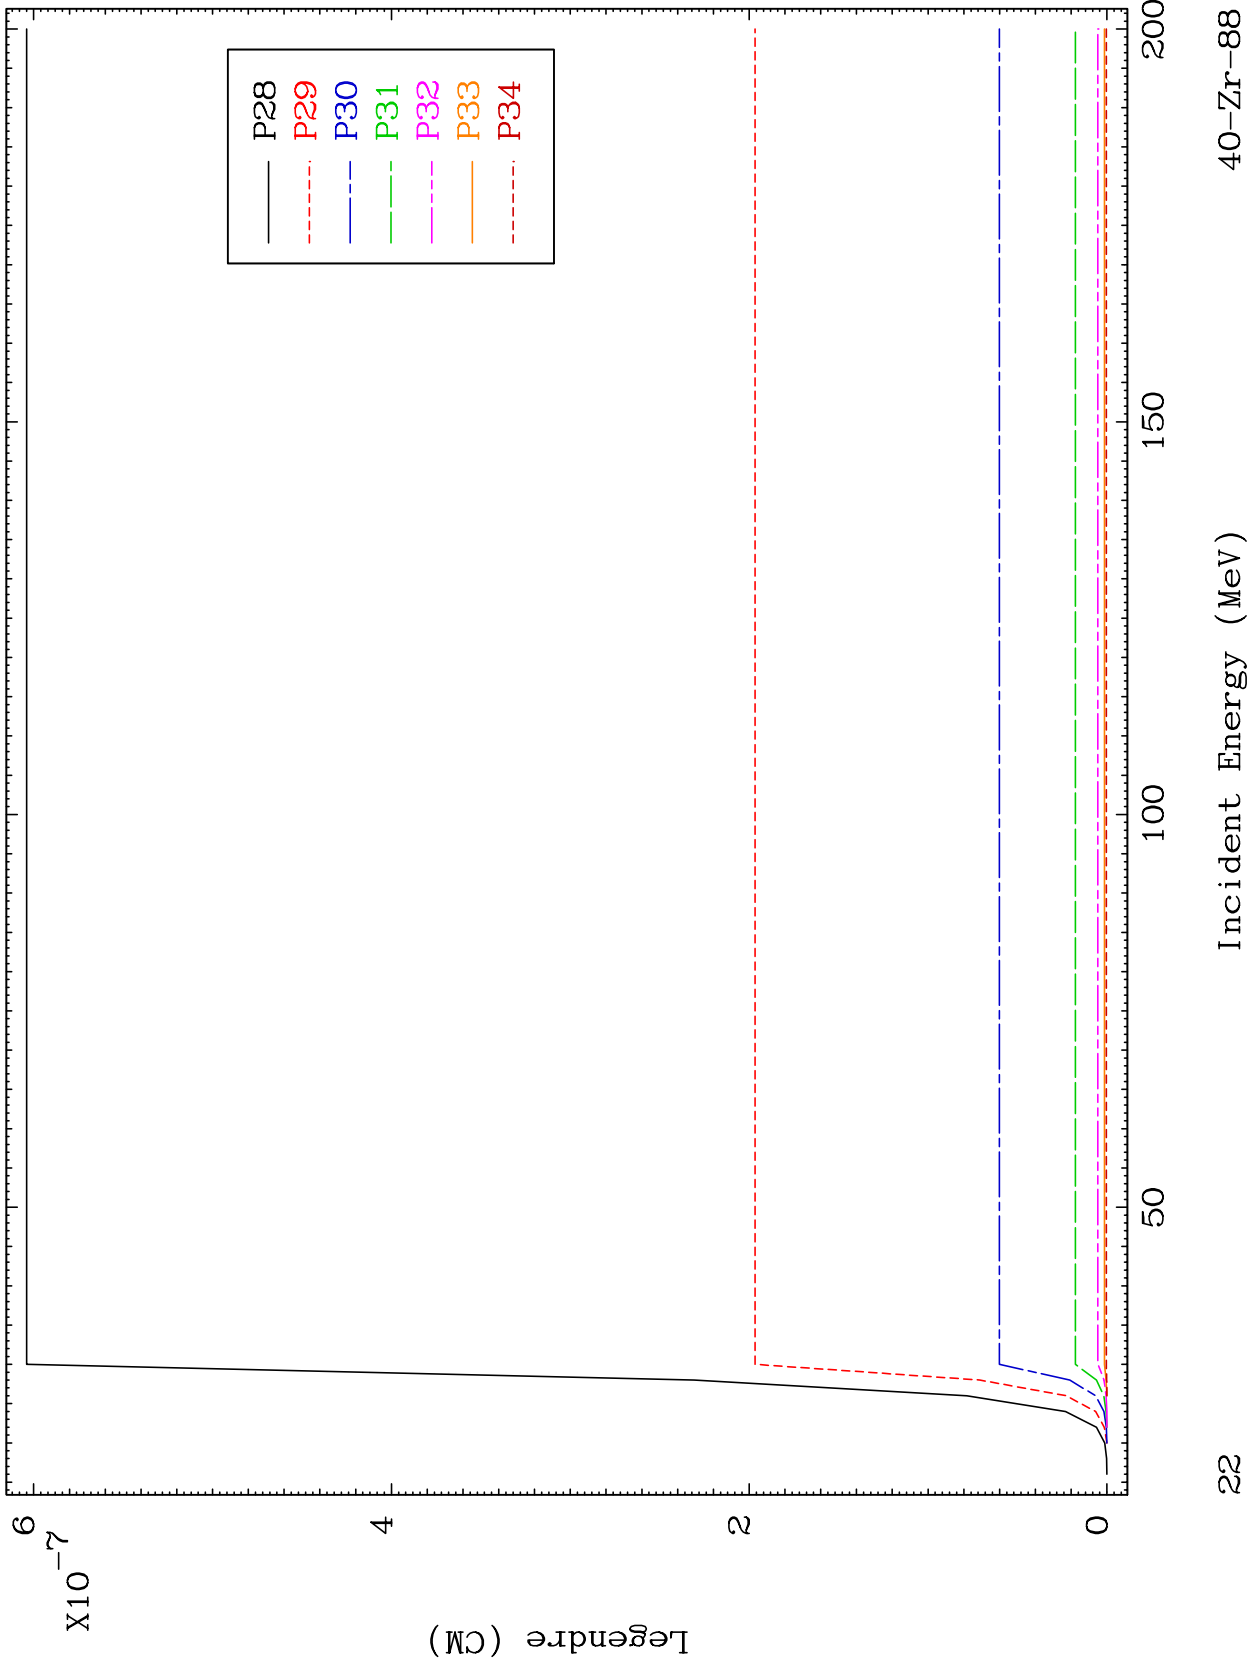 6
4
2
0
X10⁻⁷
Legendre (CM)
P28
P29
P30
P31
P32
P33
P34
50
100
150
200
Incident Energy (MeV)
22
40-Zr-88